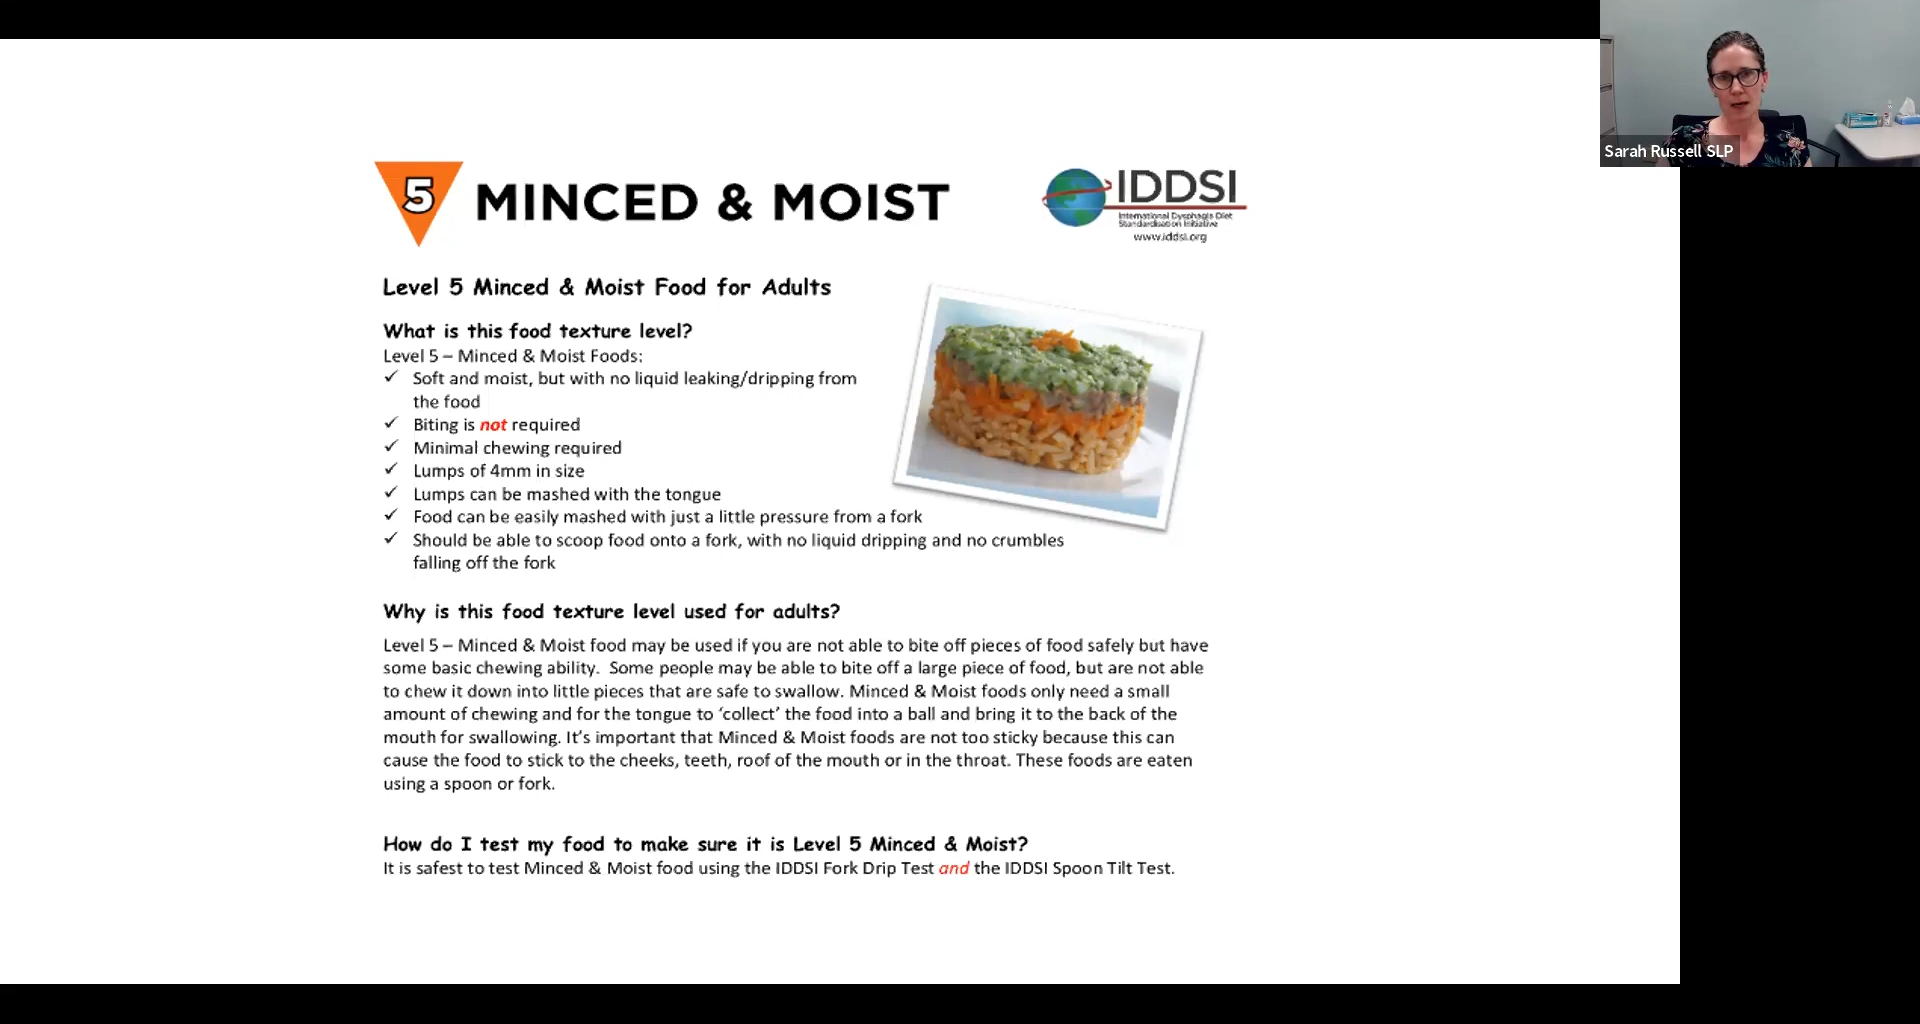 Sarah Russell SLP
5 MINCED & MOIST
IDDSI
International Dysphagia Diet
Standardisation Initiative
www.iddsi.org
Level 5 Minced & Moist Food for Adults
What is this food texture level?
Level 5 – Minced & Moist Foods:
✓ Soft and moist, but with no liquid leaking/dripping from
the food
✓ Biting is not required
✓ Minimal chewing required
✓ Lumps of 4mm in size
✓ Lumps can be mashed with the tongue
✓ Food can be easily mashed with just a little pressure from a fork
✓ Should be able to scoop food onto a fork, with no liquid dripping and no crumbles
falling off the fork
Why is this food texture level used for adults?
Level 5 – Minced & Moist food may be used if you are not able to bite off pieces of food safely but have
some basic chewing ability.  Some people may be able to bite off a large piece of food, but are not able
to chew it down into little pieces that are safe to swallow. Minced & Moist foods only need a small
amount of chewing and for the tongue to ‘collect’ the food into a ball and bring it to the back of the
mouth for swallowing. It’s important that Minced & Moist foods are not too sticky because this can
cause the food to stick to the cheeks, teeth, roof of the mouth or in the throat. These foods are eaten
using a spoon or fork.
How do I test my food to make sure it is Level 5 Minced & Moist?
It is safest to test Minced & Moist food using the IDDSI Fork Drip Test and the IDDSI Spoon Tilt Test.